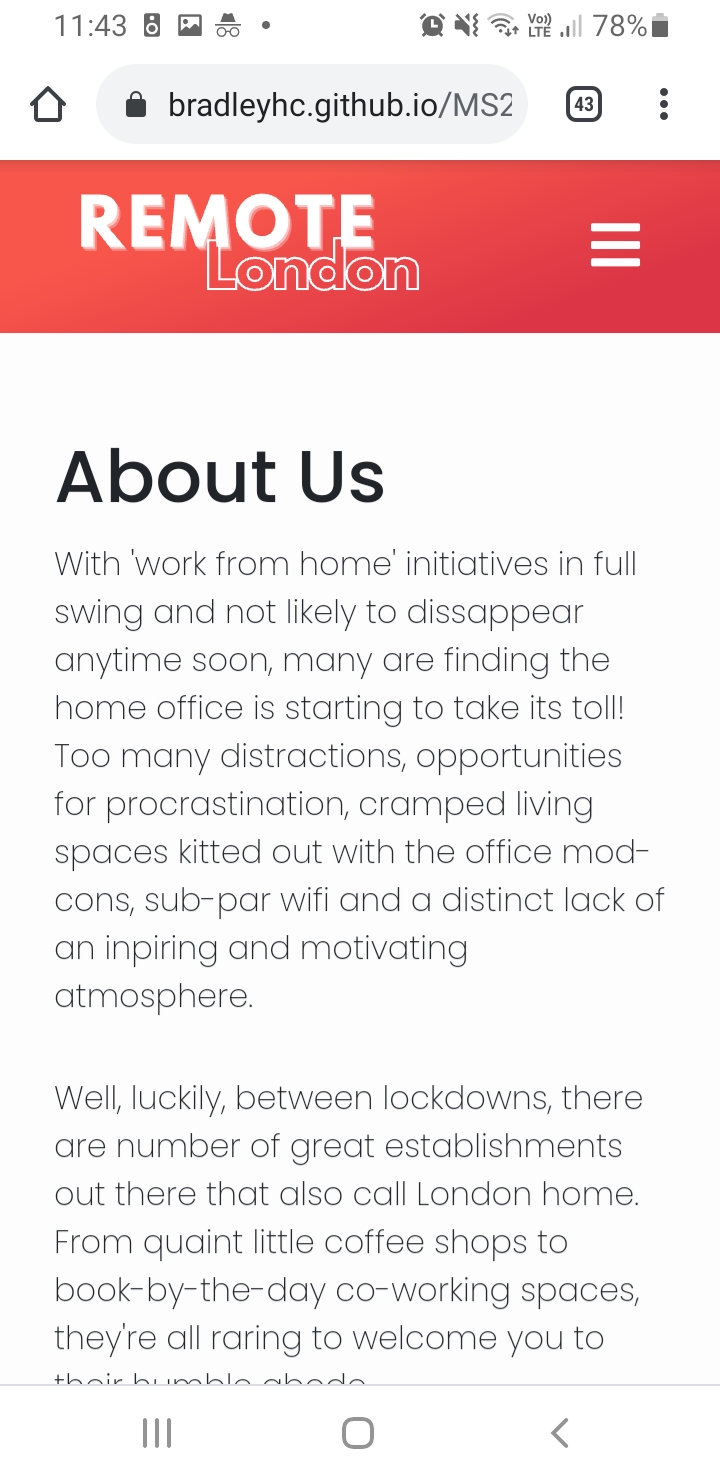 11:43
Vo)) LTE 78%
bradleyhc.github.io/MS2
43
REMOTE
London
About Us
With 'work from home' initiatives in full
swing and not likely to dissappear
anytime soon, many are finding the
home office is starting to take its toll!
Too many distractions, opportunities
for procrastination, cramped living
spaces kitted out with the office mod-
cons, sub-par wifi and a distinct lack of
an inpiring and motivating
atmosphere.
Well, luckily, between lockdowns, there
are number of great establishments
out there that also call London home.
From quaint little coffee shops to
book-by-the-day co-working spaces,
they're all raring to welcome you to
their humble abode.